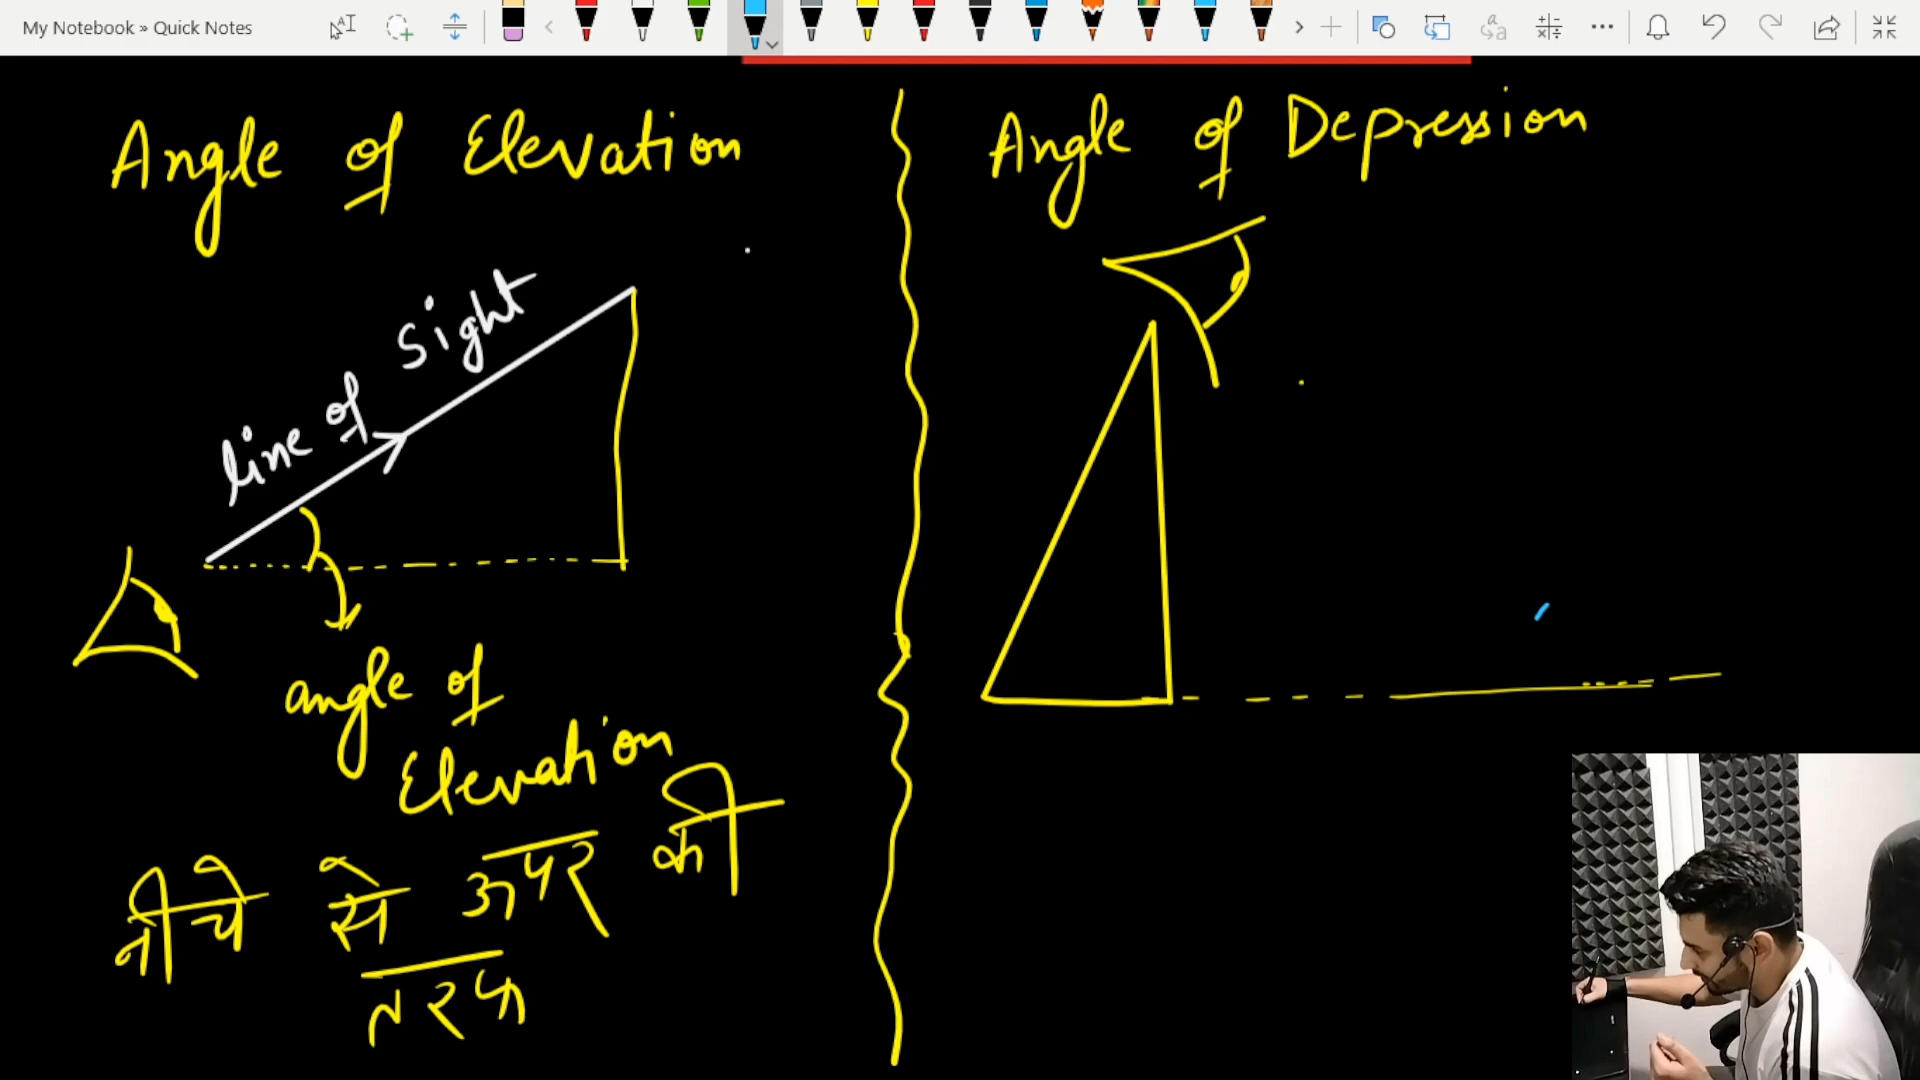 My Notebook » Quick Notes
Angle of Elevation
line of Sight
angle of
Elevation
नीचे से ऊपर की
तरफ
Angle of Depression